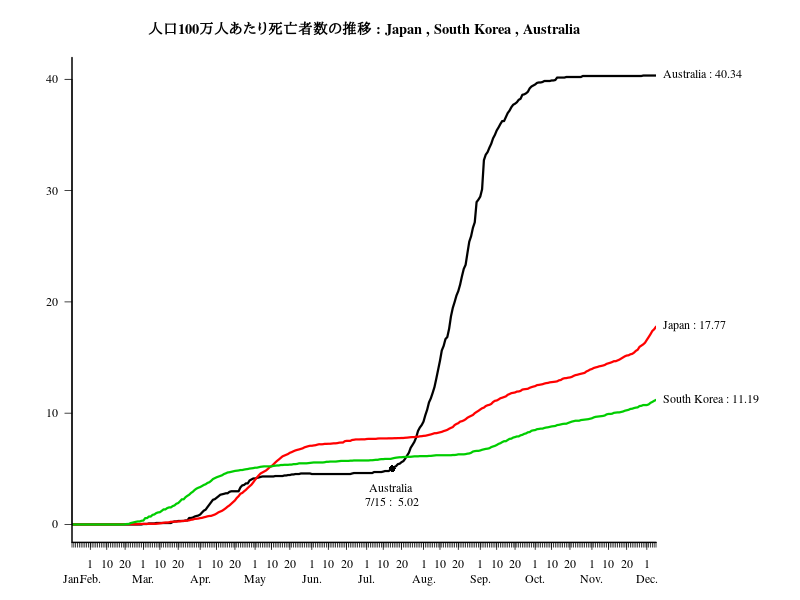 人口100万人あたり死亡者数の推移 : Japan , South Korea , Australia
40
30
20
10
0
Australia : 40.34
Japan : 17.77
South Korea : 11.19
Australia
7/15 : 5.02
1 10 20 1 10 20 1 10 20 1 10 20 1 10 20 1 10 20 1 10 20 1 10 20 1 10 20 1 10 20 1
Jan.Feb. Mar. Apr. May Jun. Jul. Aug. Sep. Oct. Nov. Dec.